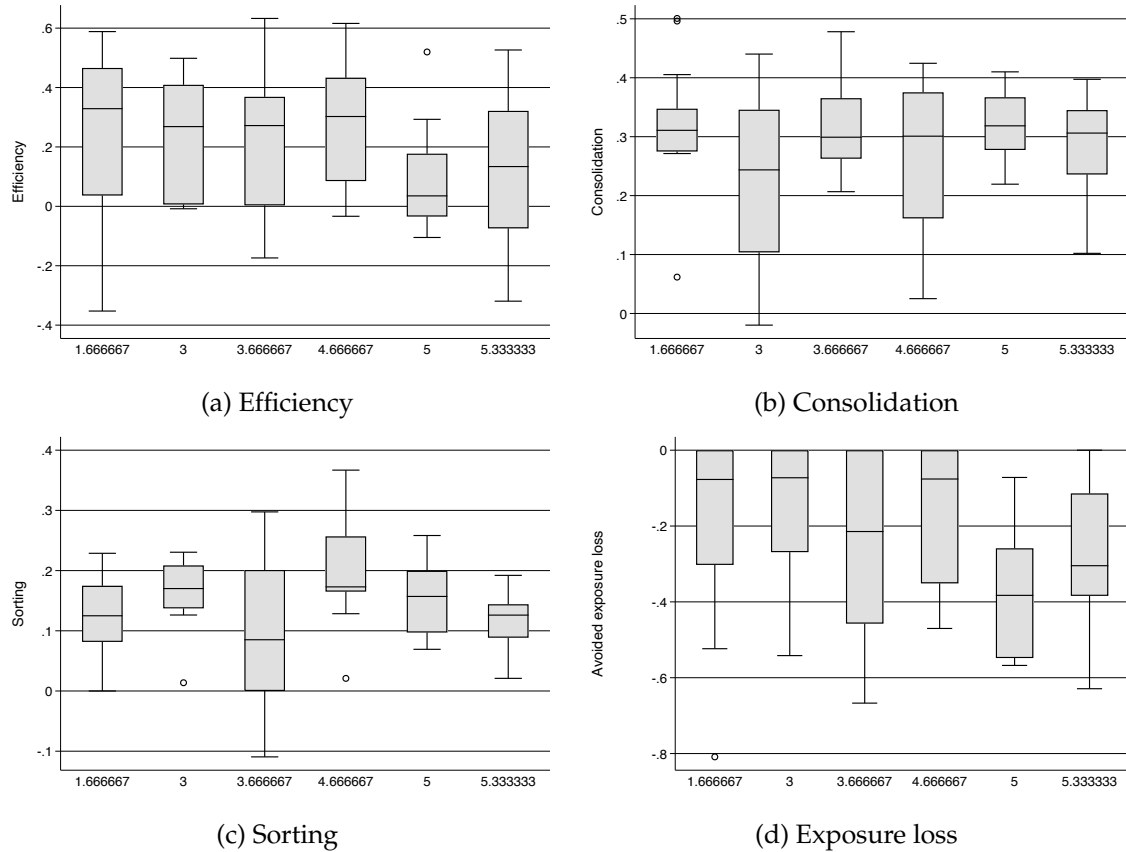 .6
.4
.2
0
-.2
-.4
Efficiency
1.666667 3 3.666667 4.666667 5 5.333333
(a) Efficiency
.5
.4
.3
.2
.1
0
Consolidation
1.666667 3 3.666667 4.666667 5 5.333333
(b) Consolidation
.4
.3
.2
.1
0
-.1
Sorting
1.666667 3 3.666667 4.666667 5 5.333333
(c) Sorting
0
-.2
-.4
-.6
-.8
Avoided exposure loss
1.666667 3 3.666667 4.666667 5 5.333333
(d) Exposure loss